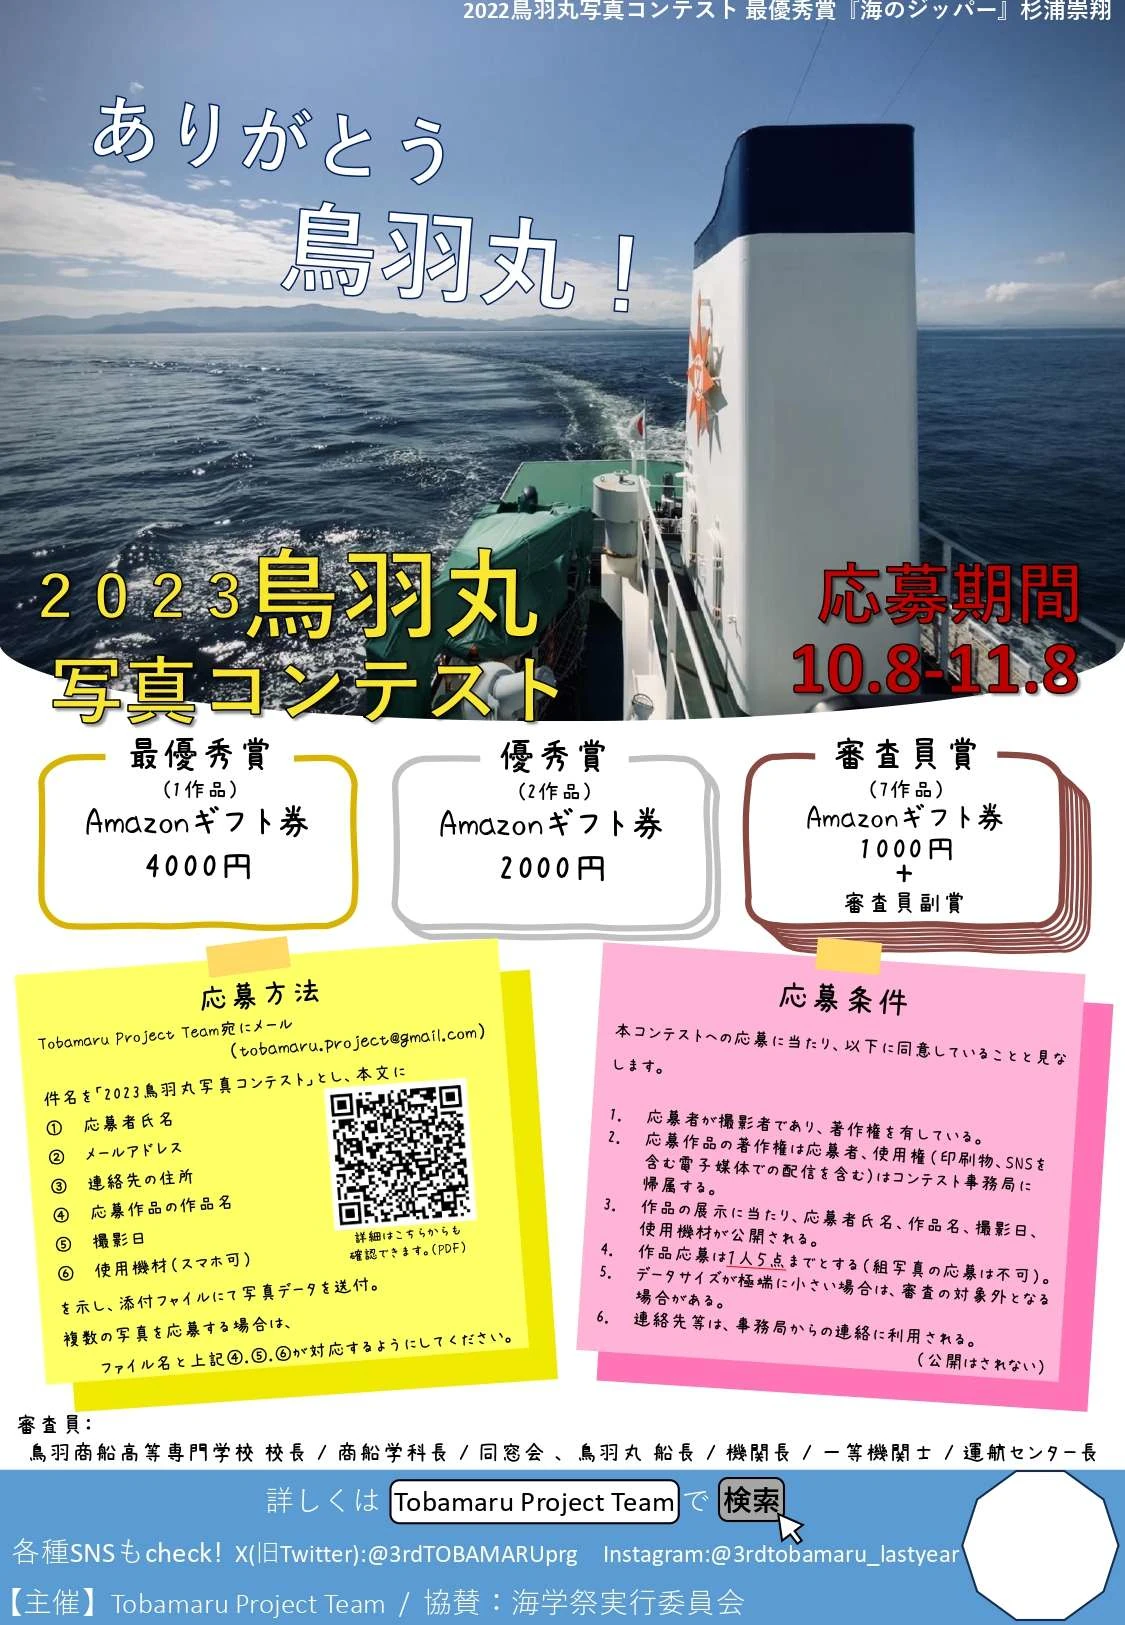 2022鳥羽丸写真コンテスト 最優秀賞『海のジッパー』杉浦崇翔
ありがとう
鳥羽丸！
2023鳥羽丸
写真コンテスト
応募期間
10.8-11.8
最優秀賞
(1作品)
Amazonギフト券
4000円
優秀賞
(2作品)
Amazonギフト券
2000円
審査員賞
(7作品)
Amazonギフト券
1000円
+
審査員副賞
応募方法
Tobamaru Project Team宛にメール
(tobamaru.project@gmail.com)
件名を「2023鳥羽丸写真コンテスト」とし、本文に
① 応募者氏名
② メールアドレス
③ 連絡先の住所
④ 応募作品の作品名
⑤ 撮影日
⑥ 使用機材(スマホ可)
詳細はこちらからも
確認できます。(PDF)
を示し、添付ファイルにて写真データを送付。
複数の写真を応募する場合は、
ファイル名と上記④.⑤.⑥が対応するようにしてください。
応募条件
本コンテストへの応募に当たり、以下に同意していることと見な
します。
1. 応募者が撮影者であり、著作権を有している。
2. 応募作品の著作権は応募者、使用権(印刷物、SNSを
含む電子媒体での配信を含む)はコンテスト事務局に
帰属する。
3. 作品の展示に当たり、応募者氏名、作品名、撮影日、
使用機材が公開される。
4. 作品応募は1人5点までとする(組写真の応募は不可)。
5. データサイズが極端に小さい場合は、審査の対象外となる
場合がある。
6. 連絡先等は、事務局からの連絡に利用される。
(公開はされない)
審査員:
鳥羽商船高等専門学校 校長 / 商船学科長 / 同窓会 、鳥羽丸 船長 / 機関長 / 一等機関士 / 運航センター長
詳しくは Tobamaru Project Team で 検索
各種SNSもcheck! X(旧Twitter):@3rdTOBAMARUprg Instagram:@3rdtobamaru_lastyear
【主催】Tobamaru Project Team / 協賛：海学祭実行委員会